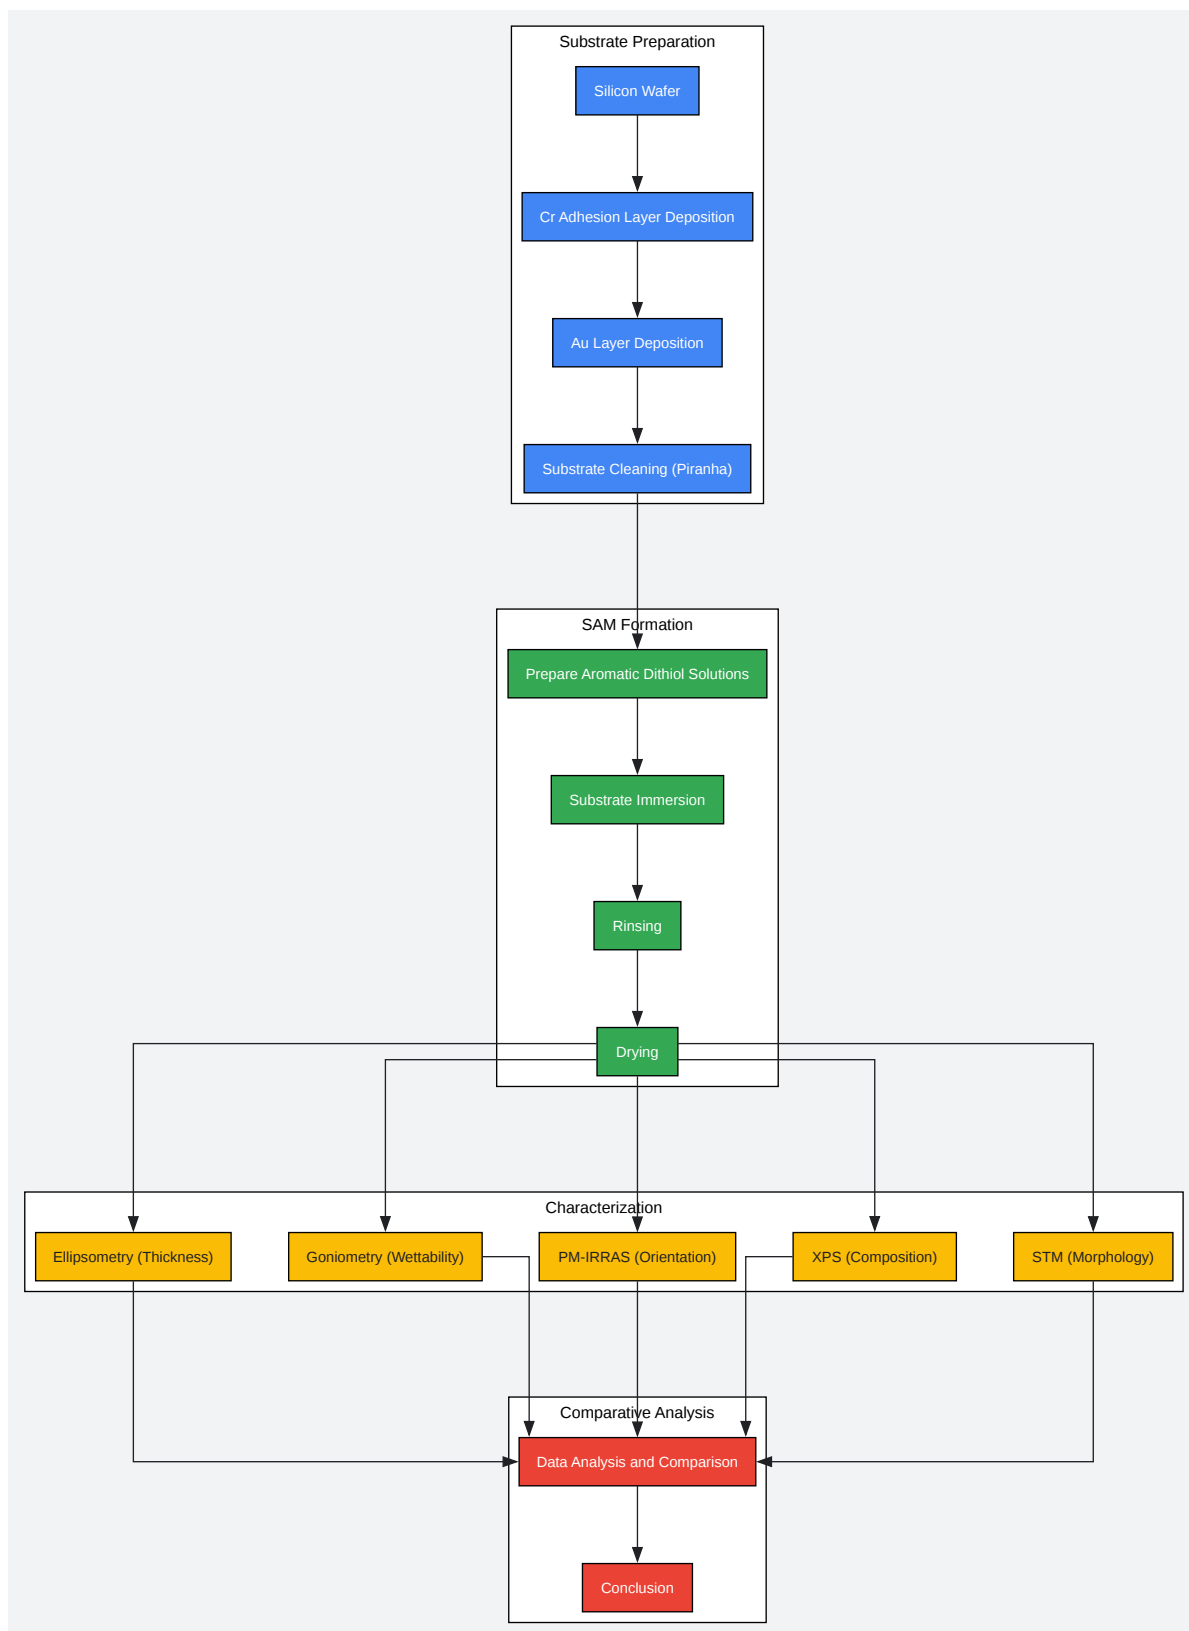 Substrate Preparation
Silicon Wafer
Cr Adhesion Layer Deposition
Au Layer Deposition
Substrate Cleaning (Piranha)
SAM Formation
Prepare Aromatic Dithiol Solutions
Substrate Immersion
Rinsing
Drying
Characterization
Ellipsometry (Thickness)
Goniometry (Wettability)
PM-IRRAS (Orientation)
XPS (Composition)
STM (Morphology)
Comparative Analysis
Data Analysis and Comparison
Conclusion